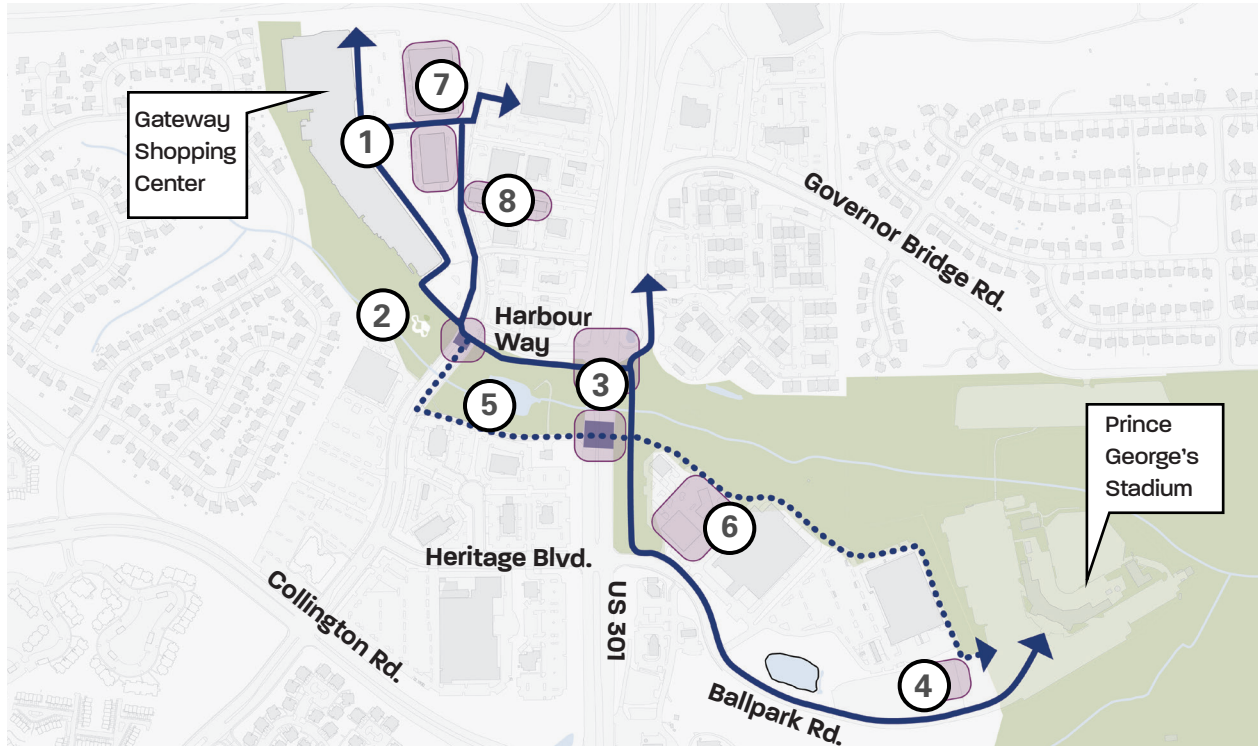 7
Gateway
Shopping
Center
1
8
Governor Bridge Rd.
2
Harbour
Way
3
5
Prince
George's
Stadium
6
Heritage Blvd.
Collington Rd.
US 301
4
Ballpark Rd.